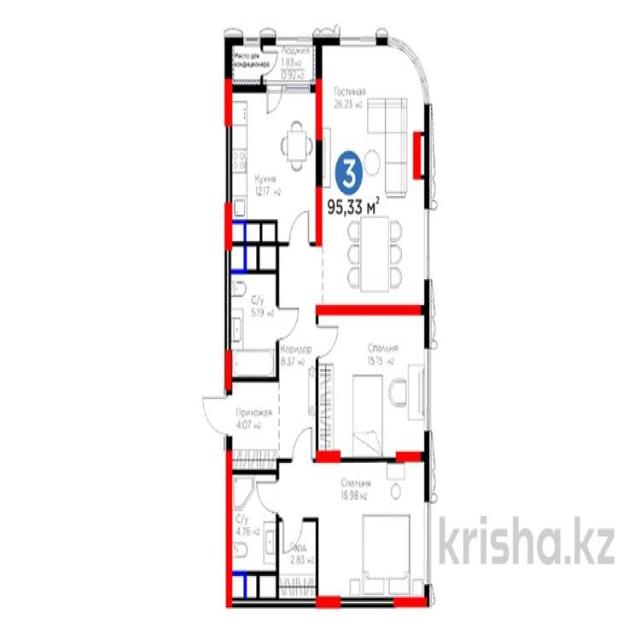 Место для
кондиционера
Лоджия
1.83 м2
0.92 м2
Гостиная
26.23 м2
Кухня
12.17 м2
3
95,33 м²
С/у
5.19 м2
Коридор
8.37 м2
Спальня
15.15 м2
Прихожая
4.07 м2
Спальня
16.98 м2
С/у
4.76 м2
Гард.
2.83 м2
krisha.kz